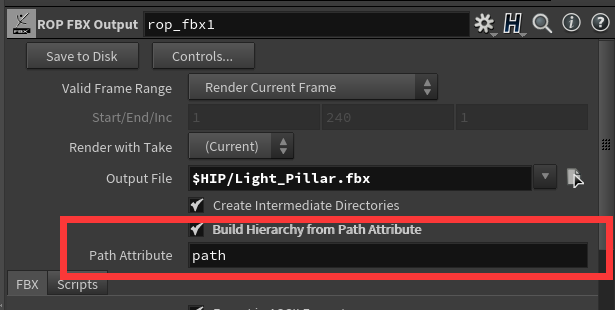 FBX ROP FBX Output rop_fbx1
Save to Disk Controls...
Valid Frame Range Render Current Frame
Start/End/Inc 1 240 1
Render with Take (Current)
Output File $HIP/Light_Pillar.fbx
Create Intermediate Directories
Build Hierarchy from Path Attribute
Path Attribute path
FBX Scripts